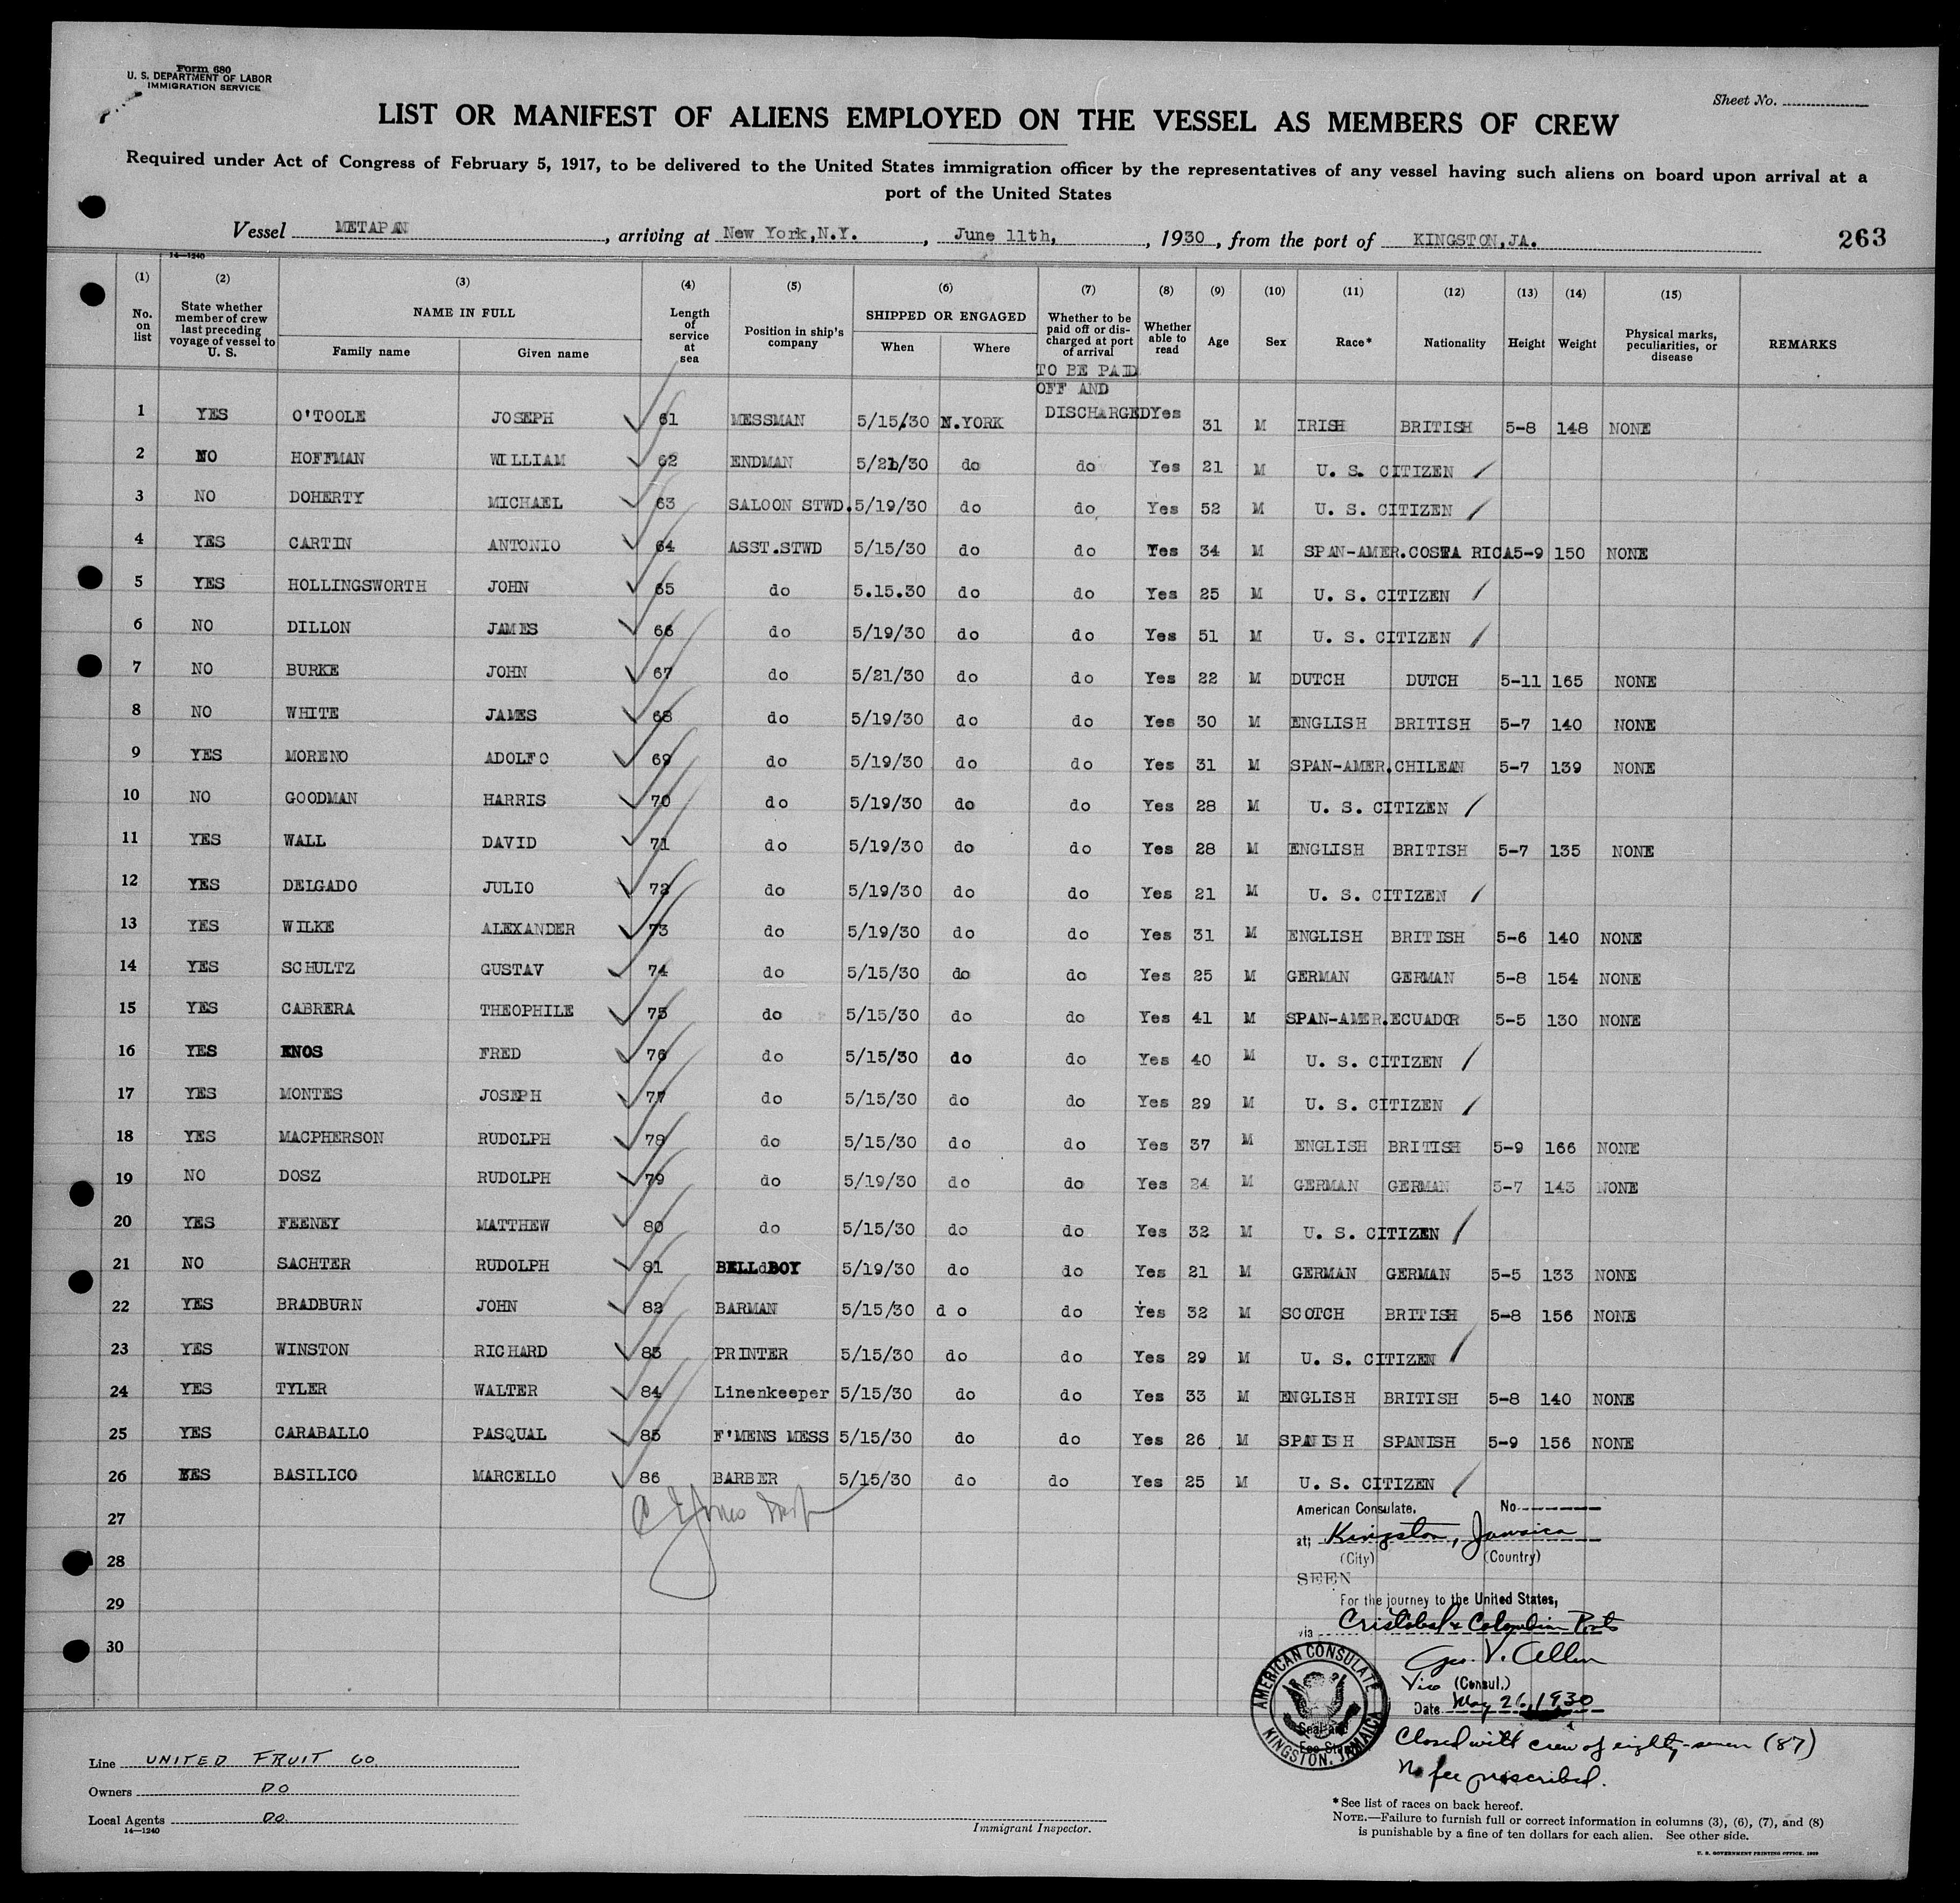 Form 680
U. S. DEPARTMENT OF LABOR
IMMIGRATION SERVICE
Sheet No.
LIST OR MANIFEST OF ALIENS EMPLOYED ON THE VESSEL AS MEMBERS OF CREW
Required under Act of Congress of February 5, 1917, to be delivered to the United States immigration officer by the representatives of any vessel having such aliens on board upon arrival at a
port of the United States
Vessel METAPAN, arriving at New York,N.Y., June 11th, , 1930, from the port of KINGSTON,JA. 263
14—1240
(1) (2) (3) (4) (5) (6) (7) (8) (9) (10) (11) (12) (13) (14) (15)
No. on list State whether member of crew last preceding voyage of vessel to U. S. NAME IN FULL Family name Given name Length of service at sea Position in ship's company SHIPPED OR ENGAGED When Where Whether to be paid off or discharged at port of arrival Whether able to read Age Sex Race* Nationality Height Weight Physical marks, peculiarities, or disease REMARKS
TO BE PAID
OFF AND
1 YES O'TOOLE JOSEPH 61 MESSMAN 5/15/30 N.YORK DISCHARGED Yes 31 M IRISH BRITISH 5-8 148 NONE
2 NO HOFFMAN WILLIAM 62 ENDMAN 5/21/30 do do Yes 21 M U. S. CITIZEN
3 NO DOHERTY MICHAEL 63 SALOON STWD. 5/19/30 do do Yes 52 M U. S. CITIZEN
4 YES CARTIN ANTONIO 64 ASST.STWD 5/15/30 do do Yes 34 M SPAN-AMER. COSTA RICA 5-9 150 NONE
5 YES HOLLINGSWORTH JOHN 65 do 5.15.30 do do Yes 25 M U. S. CITIZEN
6 NO DILLON JAMES 66 do 5/19/30 do do Yes 51 M U. S. CITIZEN
7 NO BURKE JOHN 67 do 5/21/30 do do Yes 22 M DUTCH DUTCH 5-11 165 NONE
8 NO WHITE JAMES 68 do 5/19/30 do do Yes 30 M ENGLISH BRITISH 5-7 140 NONE
9 YES MORENO ADOLFO 69 do 5/19/30 do do Yes 31 M SPAN-AMER. CHILEAN 5-7 139 NONE
10 NO GOODMAN HARRIS 70 do 5/19/30 do do Yes 28 M U. S. CITIZEN
11 YES WALL DAVID 71 do 5/19/30 do do Yes 28 M ENGLISH BRITISH 5-7 135 NONE
12 YES DELGADO JULIO 72 do 5/19/30 do do Yes 21 M U. S. CITIZEN
13 YES WILKE ALEXANDER 73 do 5/19/30 do do Yes 31 M ENGLISH BRITISH 5-6 140 NONE
14 YES SCHULTZ GUSTAV 74 do 5/15/30 do do Yes 25 M GERMAN GERMAN 5-8 154 NONE
15 YES CABRERA THEOPHILE 75 do 5/15/30 do do Yes 41 M SPAN-AMER. ECUADOR 5-5 130 NONE
16 YES ENOS FRED 76 do 5/15/30 do do Yes 40 M U. S. CITIZEN
17 YES MONTES JOSEPH 77 do 5/15/30 do do Yes 29 M U. S. CITIZEN
18 YES MACPHERSON RUDOLPH 78 do 5/15/30 do do Yes 37 M ENGLISH BRITISH 5-9 166 NONE
19 NO DOSZ RUDOLPH 79 do 5/19/30 do do Yes 24 M GERMAN GERMAN 5-7 143 NONE
20 YES FEENEY MATTHEW 80 do 5/15/30 do do Yes 32 M U. S. CITIZEN
21 NO SACHTER RUDOLPH 81 BELL BOY 5/19/30 do do Yes 21 M GERMAN GERMAN 5-5 133 NONE
22 YES BRADBURN JOHN 82 BARMAN 5/15/30 d o do Yes 32 M SCOTCH BRITISH 5-8 156 NONE
23 YES WINSTON RICHARD 83 PRINTER 5/15/30 do do Yes 29 M U. S. CITIZEN
24 YES TYLER WALTER 84 Linenkeeper 5/15/30 do do Yes 33 M ENGLISH BRITISH 5-8 140 NONE
25 YES CARABALLO PASQUAL 85 F'MENS MESS 5/15/30 do do Yes 26 M SPANISH SPANISH 5-9 156 NONE
26 YES BASILICO MARCELLO 86 BARBER 5/15/30 do do Yes 25 M U. S. CITIZEN
27
28
29
30
American Consulate. No
at; Kingston, Jamaica
(City) (Country)
SEEN
For the journey to the United States,
via Cristobal & Colombian Ports
Geo. V. Allen
Vice (Consul.)
Date May 26, 1930
AMERICAN CONSULATE
KINGSTON. JAMAICA
Closed with crew of eighty-seven (87)
No fee prescribed.
Line UNITED FRUIT CO.
Owners DO
Local Agents DO.
14—1240
Immigrant Inspector.
*See list of races on back hereof.
NOTE.—Failure to furnish full or correct information in columns (3), (6), (7), and (8)
is punishable by a fine of ten dollars for each alien. See other side.
U. S. GOVERNMENT PRINTING OFFICE. 1929